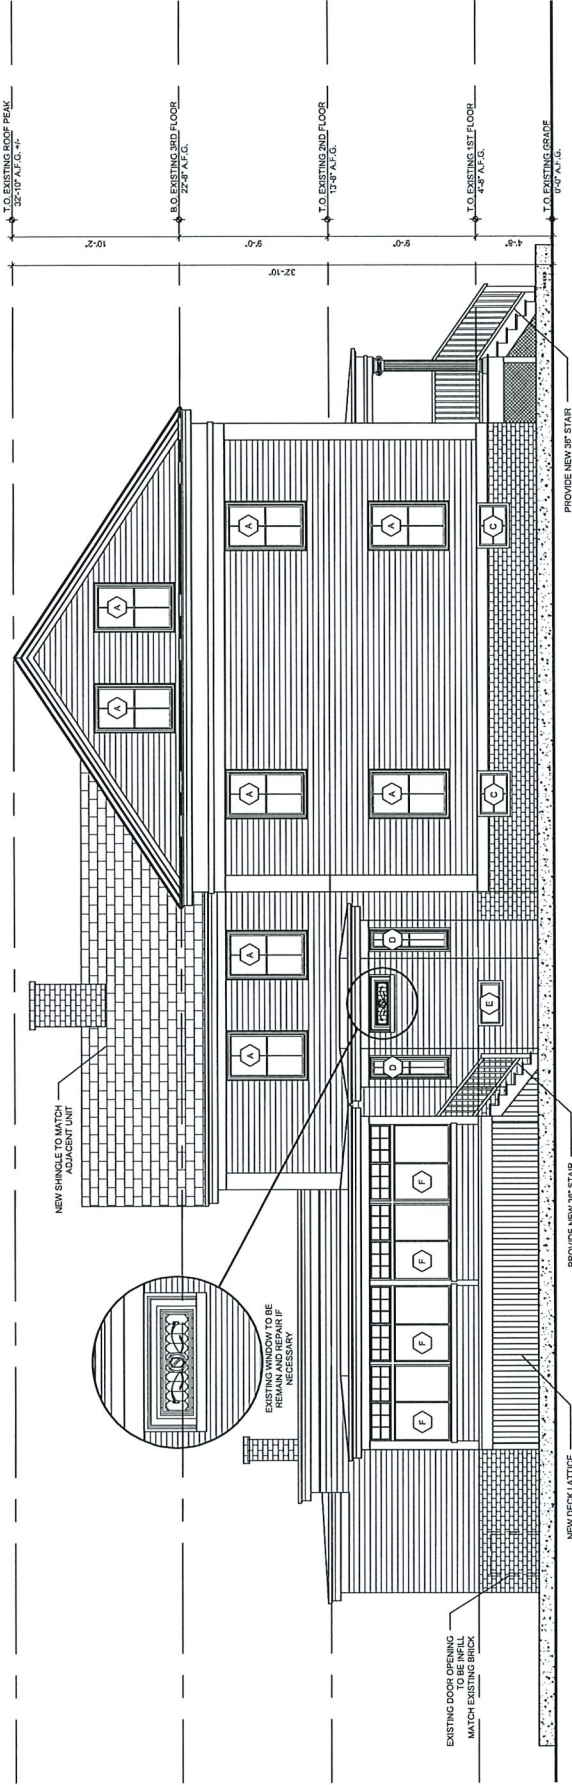 T.O. EXISTING ROOF PEAK
32'-10" A.F.G. +/-
10'-2"
NEW SHINGLE TO MATCH
ADJACENT UNIT
A
A
B.O. EXISTING 3RD FLOOR
22'-8" A.F.G.
9'-0"
32'-10"
EXISTING WINDOW TO BE
REMAIN AND REPAIR IF
NECESSARY
A
A
A
A
T.O. EXISTING 2ND FLOOR
13'-8" A.F.G.
9'-0"
F
F
F
F
D
D
A
A
T.O. EXISTING 1ST FLOOR
4'-8" A.F.G.
4'-8"
E
C
C
EXISTING DOOR OPENING
TO BE INFILL
MATCH EXISTING BRICK
T.O. EXISTING GRADE
0'-0" A.F.G.
NEW DECK LATTICE
PROVIDE NEW 36" STAIR
PROVIDE NEW 36" STAIR